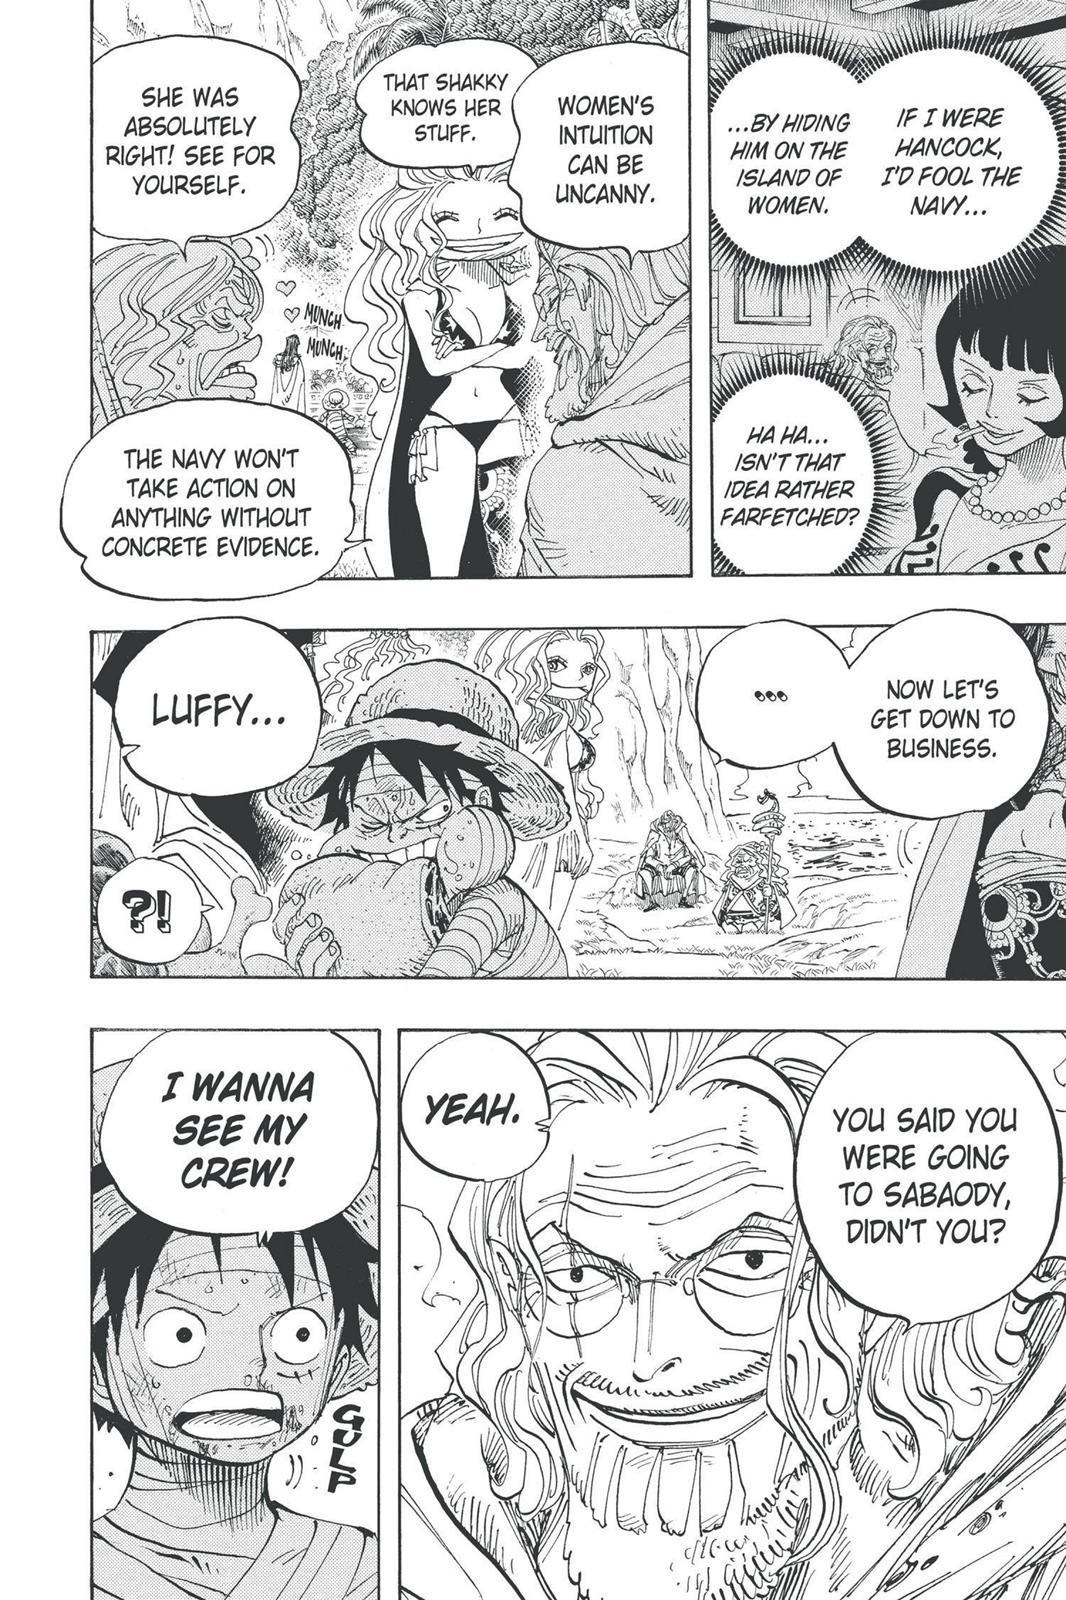 IF I WERE
HANCOCK,
I'D FOOL THE
NAVY...
...BY HIDING
HIM ON THE
ISLAND OF
WOMEN.
HA HA...
ISN'T THAT
IDEA RATHER
FARFETCHED?
WOMEN'S
INTUITION
CAN BE
UNCANNY.
THAT SHAKKY
KNOWS HER
STUFF.
SHE WAS
ABSOLUTELY
RIGHT! SEE FOR
YOURSELF.
MUNCH
MUNCH
THE NAVY WON'T
TAKE ACTION ON
ANYTHING WITHOUT
CONCRETE EVIDENCE.
NOW LET'S
GET DOWN TO
BUSINESS.
...
LUFFY...
?!
YOU SAID YOU
WERE GOING
TO SABAODY,
DIDN'T YOU?
YEAH.
I WANNA
SEE MY
CREW!
GULP